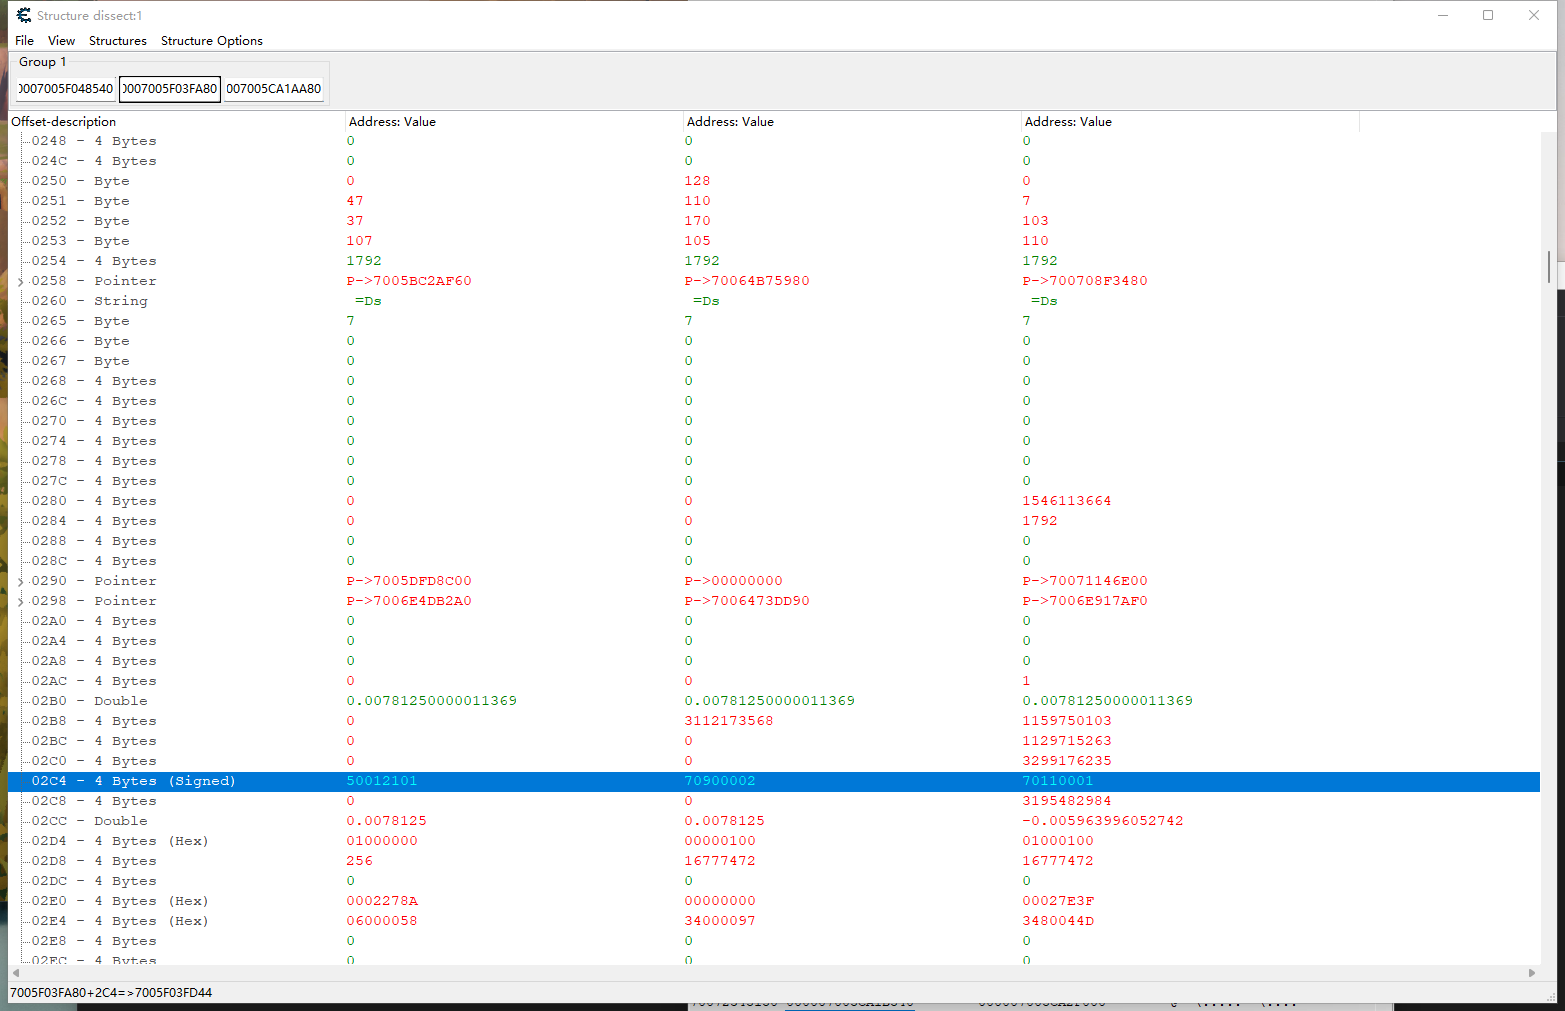 Structure dissect:1
File View Structures Structure Options
Group 1
0007005F048540 0007005F03FA80 007005CA1AA80
Offset-description Address: Value Address: Value Address: Value
0248 - 4 Bytes 0 0 0
024C - 4 Bytes 0 0 0
0250 - Byte 0 128 0
0251 - Byte 47 110 7
0252 - Byte 37 170 103
0253 - Byte 107 105 110
0254 - 4 Bytes 1792 1792 1792
0258 - Pointer P->7005BC2AF60 P->70064B75980 P->700708F3480
0260 - String =Ds =Ds =Ds
0265 - Byte 7 7 7
0266 - Byte 0 0 0
0267 - Byte 0 0 0
0268 - 4 Bytes 0 0 0
026C - 4 Bytes 0 0 0
0270 - 4 Bytes 0 0 0
0274 - 4 Bytes 0 0 0
0278 - 4 Bytes 0 0 0
027C - 4 Bytes 0 0 0
0280 - 4 Bytes 0 0 1546113664
0284 - 4 Bytes 0 0 1792
0288 - 4 Bytes 0 0 0
028C - 4 Bytes 0 0 0
0290 - Pointer P->7005DFD8C00 P->00000000 P->70071146E00
0298 - Pointer P->7006E4DB2A0 P->7006473DD90 P->7006E917AF0
02A0 - 4 Bytes 0 0 0
02A4 - 4 Bytes 0 0 0
02A8 - 4 Bytes 0 0 0
02AC - 4 Bytes 0 0 1
02B0 - Double 0.00781250000011369 0.00781250000011369 0.00781250000011369
02B8 - 4 Bytes 0 3112173568 1159750103
02BC - 4 Bytes 0 0 1129715263
02C0 - 4 Bytes 0 0 3299176235
02C4 - 4 Bytes (Signed) 50012101 70900002 70110001
02C8 - 4 Bytes 0 0 3195482984
02CC - Double 0.0078125 0.0078125 -0.005963996052742
02D4 - 4 Bytes (Hex) 01000000 00000100 01000100
02D8 - 4 Bytes 256 16777472 16777472
02DC - 4 Bytes 0 0 0
02E0 - 4 Bytes (Hex) 0002278A 00000000 00027E3F
02E4 - 4 Bytes (Hex) 06000058 34000097 3480044D
02E8 - 4 Bytes 0 0 0
02EC - 4 Bytes 0 0 0
7005F03FA80+2C4=>7005F03FD44